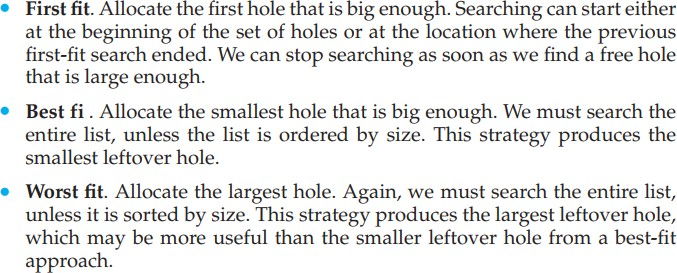 • First fit. Allocate the first hole that is big enough. Searching can start either
at the beginning of the set of holes or at the location where the previous
first-fit search ended. We can stop searching as soon as we find a free hole
that is large enough.
• Best fi . Allocate the smallest hole that is big enough. We must search the
entire list, unless the list is ordered by size. This strategy produces the
smallest leftover hole.
• Worst fit. Allocate the largest hole. Again, we must search the entire list,
unless it is sorted by size. This strategy produces the largest leftover hole,
which may be more useful than the smaller leftover hole from a best-fit
approach.